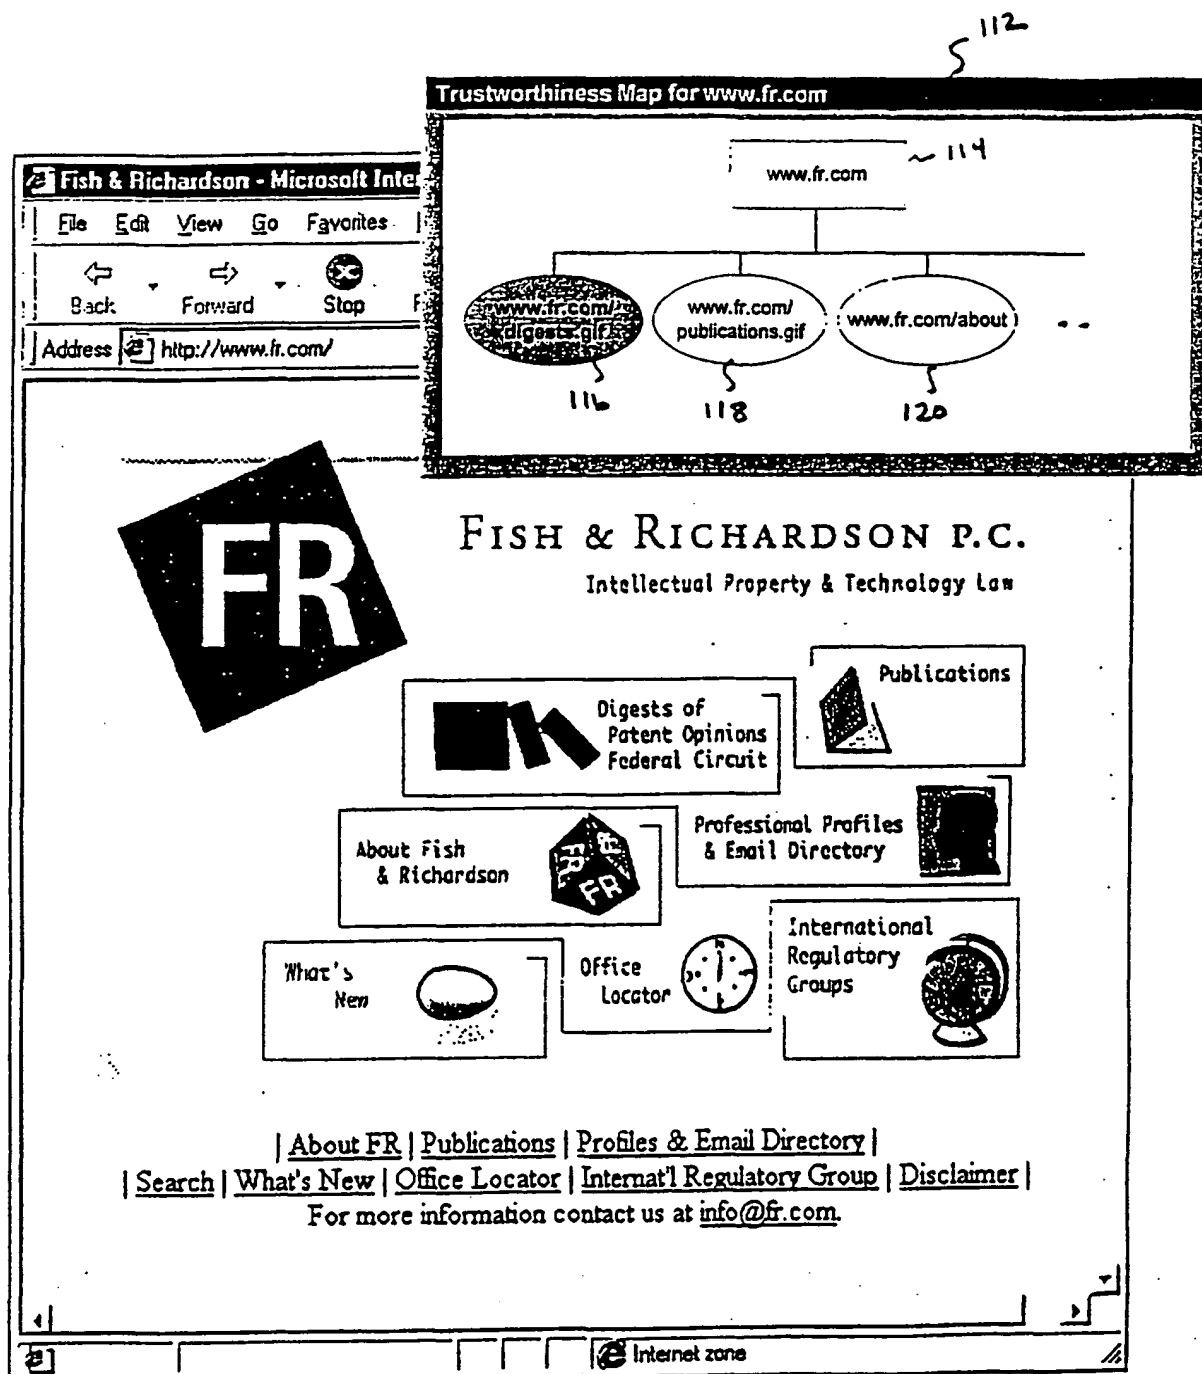 112
Trustworthiness Map for www.fr.com
www.fr.com
114
www.fr.com/
digests.gif
www.fr.com/
publications.gif
www.fr.com/about
116
118
120
Fish & Richardson - Microsoft Inte
File Edit View Go Favorites
Back Forward Stop
Address http://www.fr.com/
FR
FISH & RICHARDSON P.C.
Intellectual Property & Technology Law
Publications
Digests of
Patent Opinions
Federal Circuit
Professional Profiles
& Email Directory
About Fish
& Richardson
FR
FR
International
Regulatory
Groups
Office
Locator
What's
New
| About FR | Publications | Profiles & Email Directory |
| Search | What's New | Office Locator | Internat'l Regulatory Group | Disclaimer |
For more information contact us at info@fr.com.
Internet zone